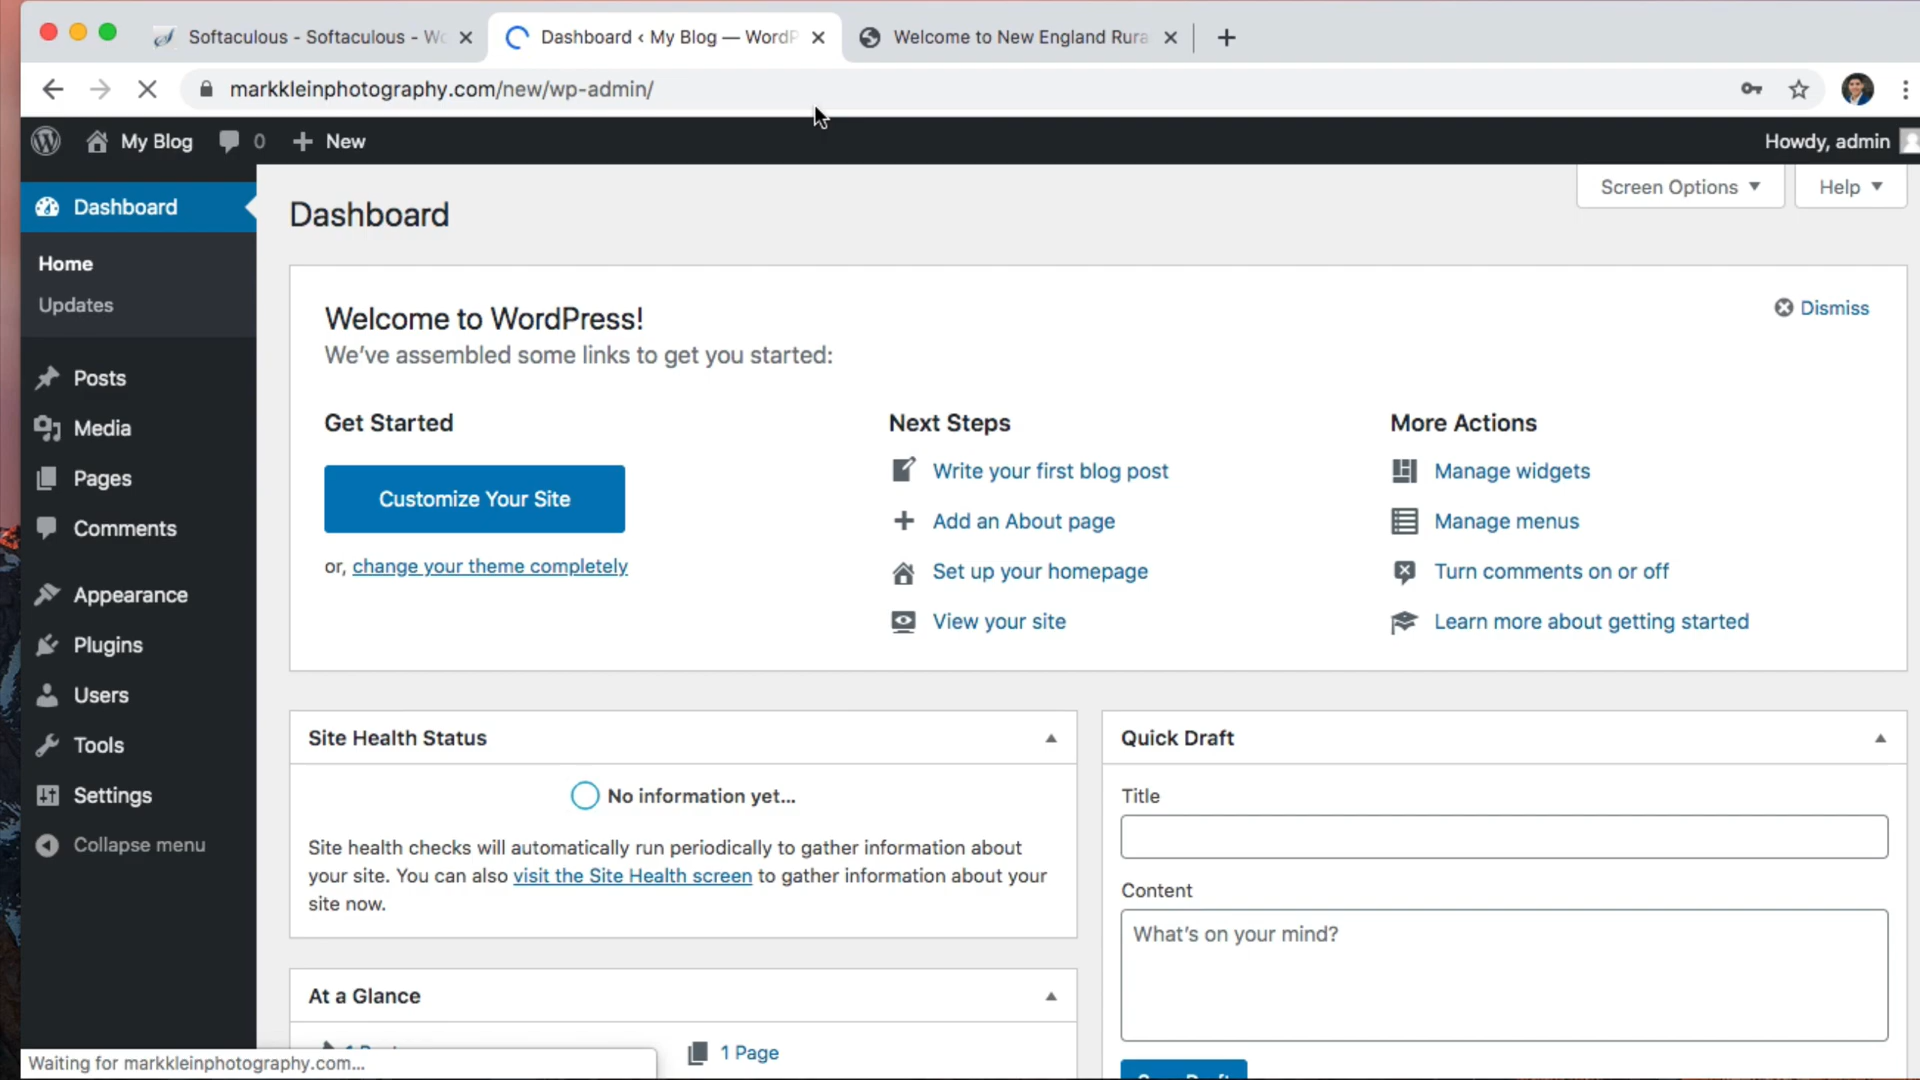 Softaculous - Softaculous - Wo
Dashboard ‹ My Blog — WordP
Welcome to New England Rura
markkleinphotography.com/new/wp-admin/
My Blog
0
New
Howdy, admin
Dashboard
Home
Updates
Posts
Media
Pages
Comments
Appearance
Plugins
Users
Tools
Settings
Collapse menu
Screen Options
Help
Dashboard
Welcome to WordPress!
We've assembled some links to get you started:
Dismiss
Get Started
Customize Your Site
or, change your theme completely
Next Steps
Write your first blog post
Add an About page
Set up your homepage
View your site
More Actions
Manage widgets
Manage menus
Turn comments on or off
Learn more about getting started
Site Health Status
No information yet...
Site health checks will automatically run periodically to gather information about
your site. You can also visit the Site Health screen to gather information about your
site now.
At a Glance
1 Page
Quick Draft
Title
Content
What's on your mind?
Waiting for markkleinphotography.com...